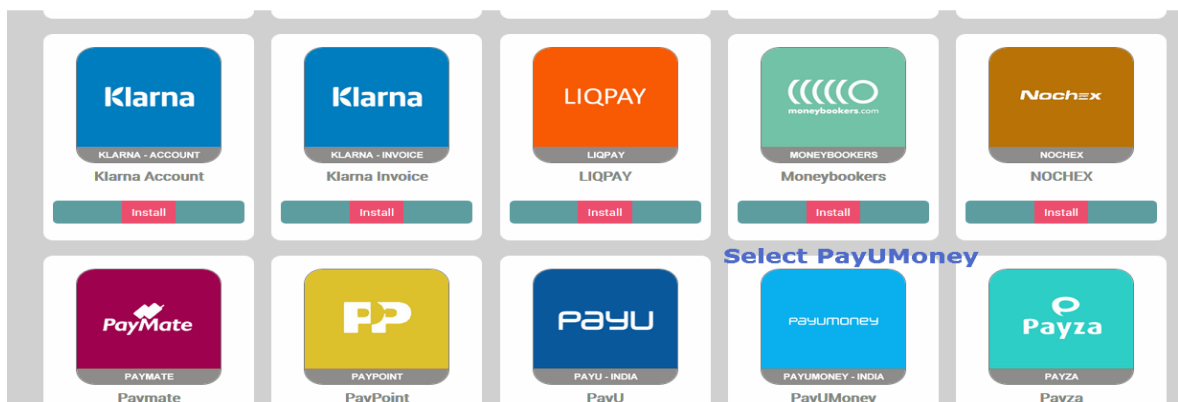 Klarna
Klarna
LIQPAY
moneybookers.com
Nochex
KLARNA - ACCOUNT
KLARNA - INVOICE
LIQPAY
MONEYBOOKERS
NOCHEX
Klarna Account
Klarna Invoice
LIQPAY
Moneybookers
NOCHEX
Install
Install
Install
Install
Install
Select PayUMoney
PayMate
PP
PayU
PayUmoney
Payza
PAYMATE
PAYPOINT
PAYU - INDIA
PAYUMONEY - INDIA
PAYZA
Paymate
PayPoint
PayU
PayUMoney
Payza